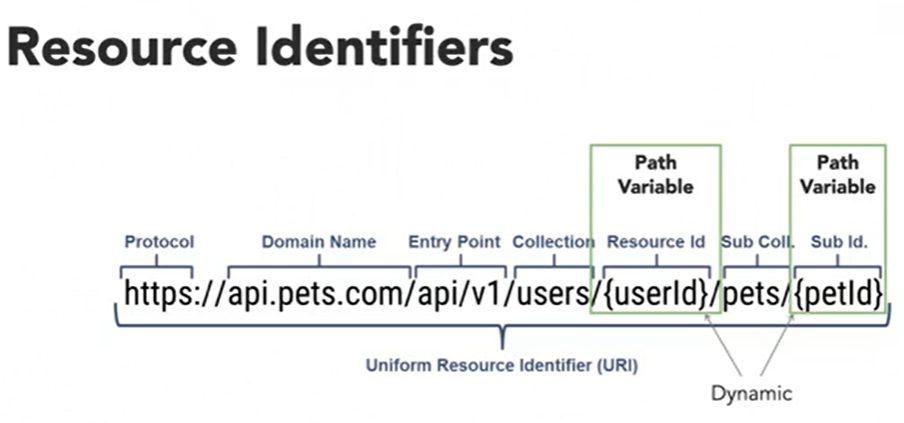 Resource Identifiers
Path
Variable
Path
Variable
Protocol
Domain Name
Entry Point
Collection
Resource Id
Sub Coll.
Sub Id.
https://api.pets.com/api/v1/users/{userId}/pets/{petId}
Uniform Resource Identifier (URI)
Dynamic